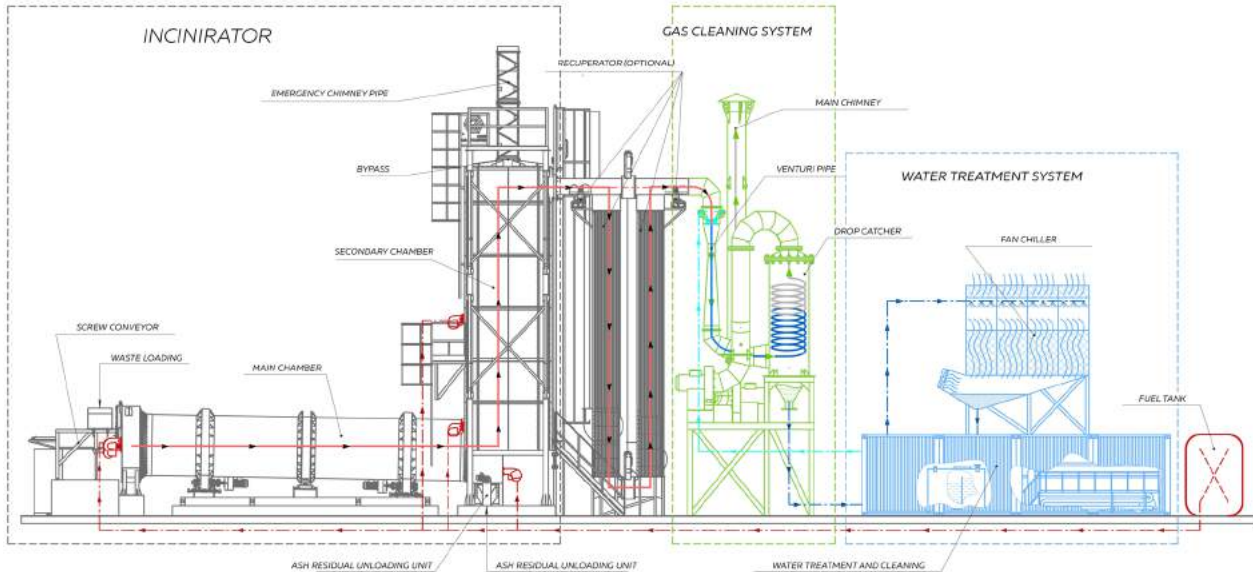 INCINIRATOR
GAS CLEANING SYSTEM
RECUPERATOR (OPTIONAL)
EMERGENCY CHIMNEY PIPE
MAIN CHIMNEY
BYPASS
VENTURI PIPE
WATER TREATMENT SYSTEM
DROP CATCHER
FAN CHILLER
SECONDARY CHAMBER
SCREW CONVEYOR
WASTE LOADING
MAIN CHAMBER
FUEL TANK
ASH RESIDUAL UNLOADING UNIT
ASH RESIDUAL UNLOADING UNIT
WATER TREATMENT AND CLEANING